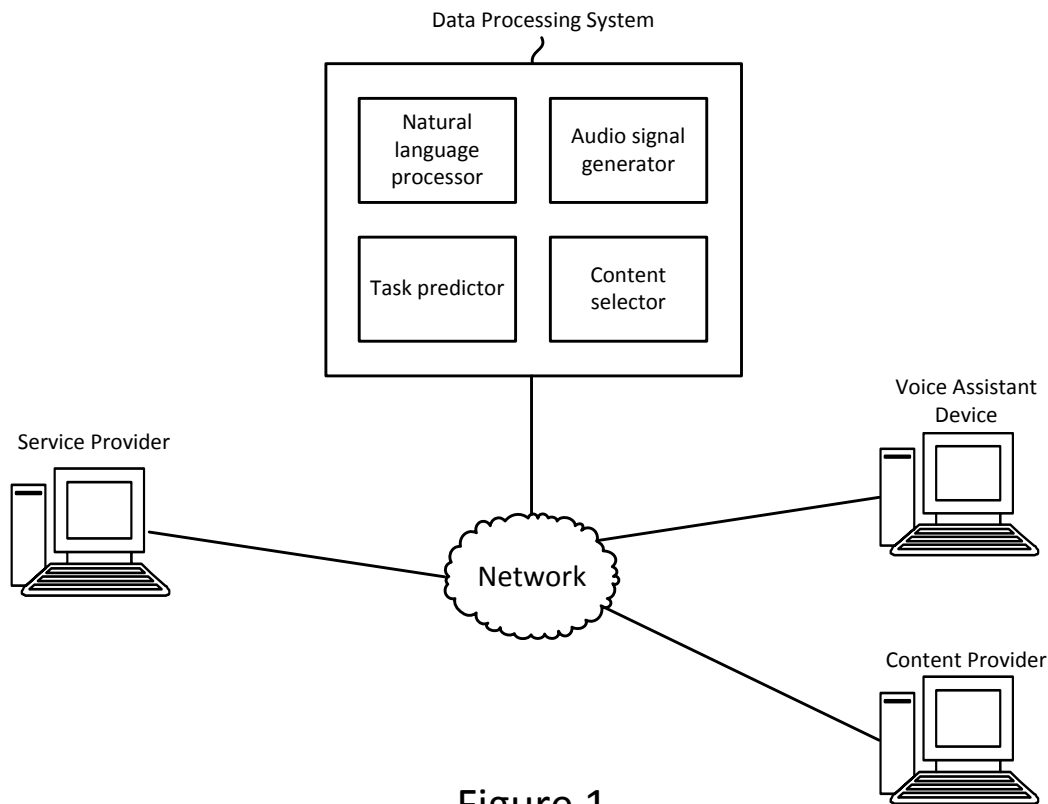 Data Processing System
Natural
language
processor
Audio signal
generator
Task predictor
Content
selector
Voice Assistant
Device
Service Provider
Network
Content Provider
Figure 1